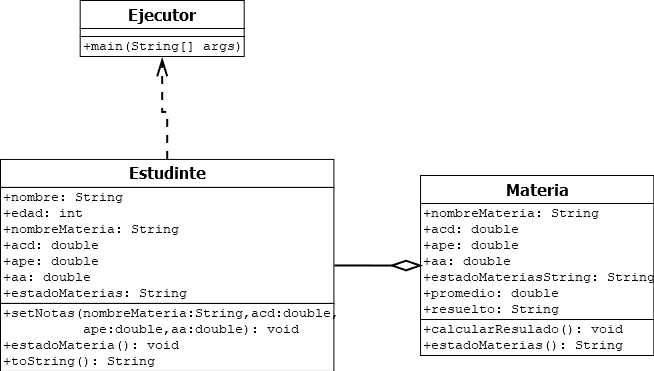 Ejecutor
+main(String[] args)
Estudinte
+nombre: String
+edad: int
+nombreMateria: String
+acd: double
+ape: double
+aa: double
+estadoMaterias: String
+setNotas(nombreMateria:String,acd:double,
ape:double,aa:double): void
+estadoMateria(): void
+toString(): String
Materia
+nombreMateria: String
+acd: double
+ape: double
+aa: double
+estadoMateriasString: String
+promedio: double
+resuelto: String
+calcularResulado(): void
+estadoMaterias(): String